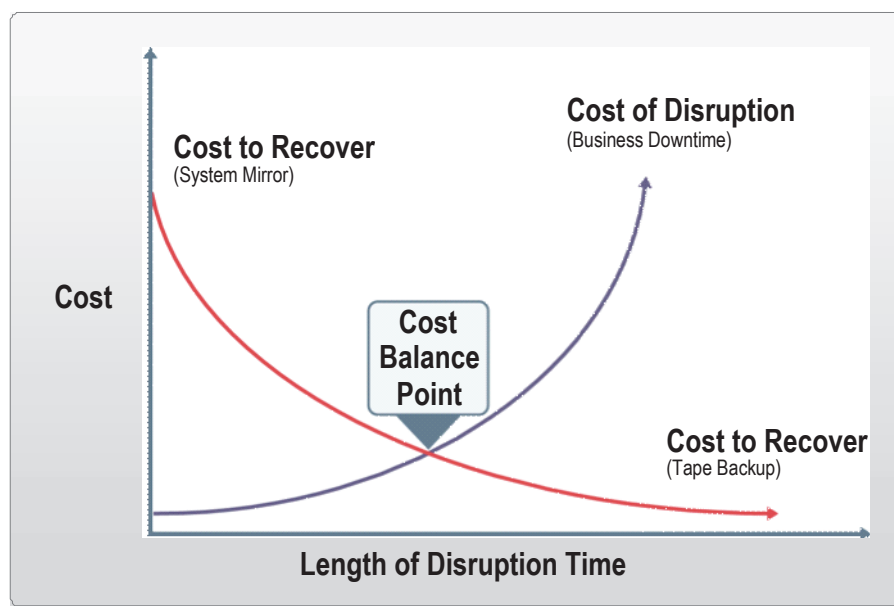 Cost of Disruption
(Business Downtime)
Cost to Recover
(System Mirror)
Cost
Cost
Balance
Point
Cost to Recover
(Tape Backup)
Length of Disruption Time